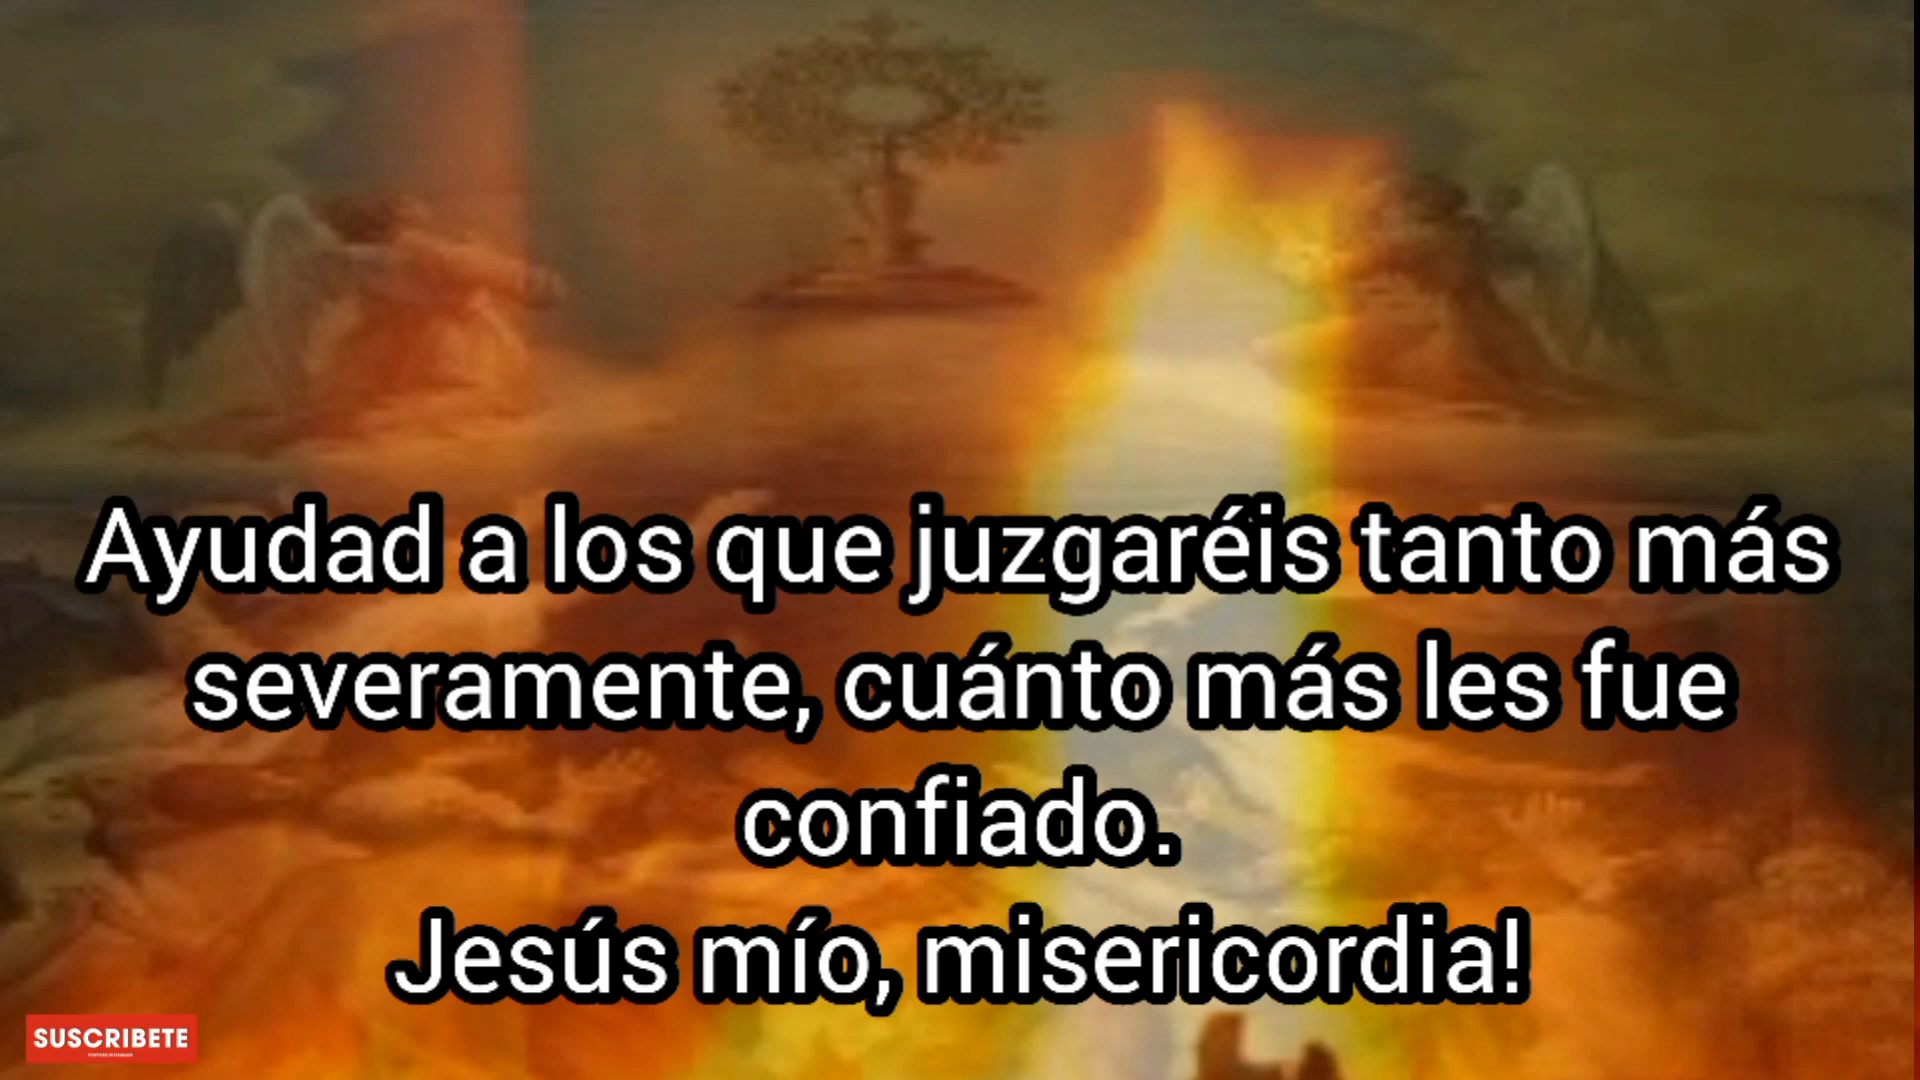 Ayudad a los que juzgaréis tanto más
severamente, cuánto más les fue
confiado.
Jesús mío, misericordia!
SUSCRIBETE